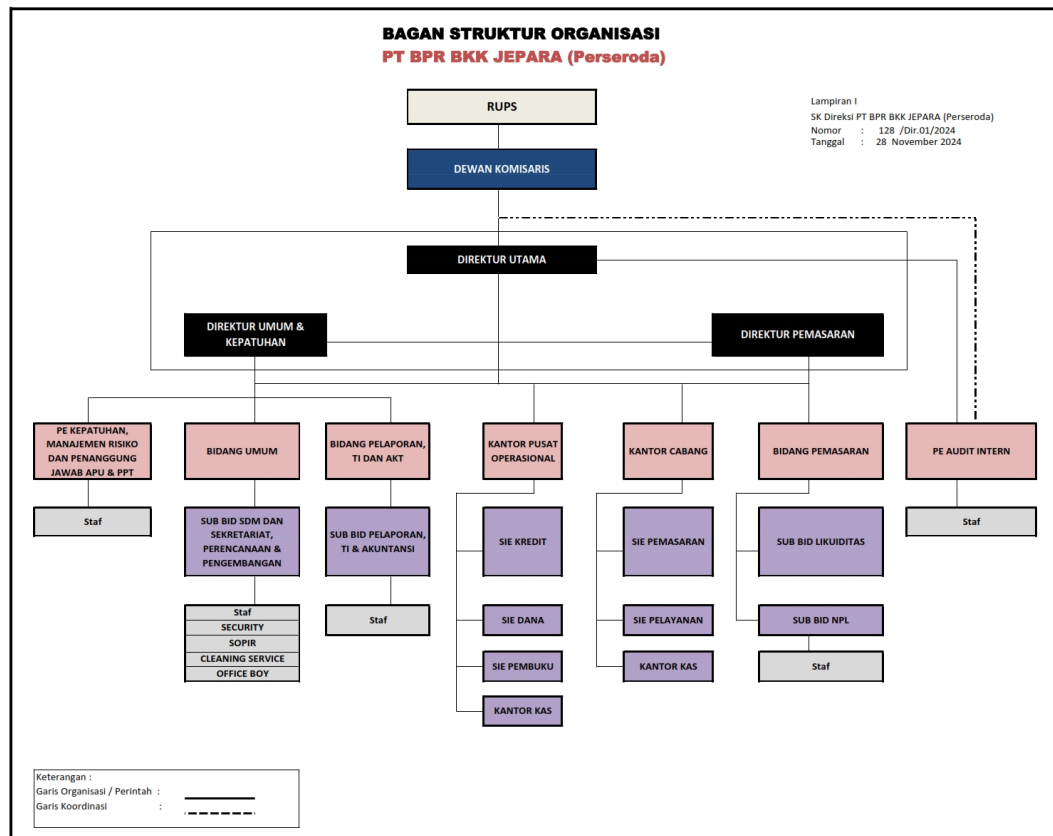 BAGAN STRUKTUR ORGANISASI
PT BPR BKK JEPARA (Perseroda)
Lampiran I
SK Direksi PT BPR BKK JEPARA (Perseroda)
Nomor : 128 /Dir.01/2024
Tanggal : 28 November 2024
RUPS
DEWAN KOMISARIS
DIREKTUR UTAMA
DIREKTUR UMUM &
KEPATUHAN
DIREKTUR PEMASARAN
PE KEPATUHAN,
MANAJEMEN RISIKO
DAN PENANGGUNG
JAWAB APU & PPT
BIDANG UMUM
BIDANG PELAPORAN,
TI DAN AKT
KANTOR PUSAT
OPERASIONAL
KANTOR CABANG
BIDANG PEMASARAN
PE AUDIT INTERN
Staf
SUB BID SDM DAN
SEKRETARIAT,
PERENCANAAN &
PENGEMBANGAN
SUB BID PELAPORAN,
TI & AKUNTANSI
SIE KREDIT
SIE PEMASARAN
SUB BID LIKUIDITAS
Staf
Staf
SECURITY
SOPIR
CLEANING SERVICE
OFFICE BOY
Staf
SIE DANA
SIE PELAYANAN
SUB BID NPL
SIE PEMBUKU
KANTOR KAS
Staf
KANTOR KAS
Keterangan :
Garis Organisasi / Perintah :
Garis Koordinasi :